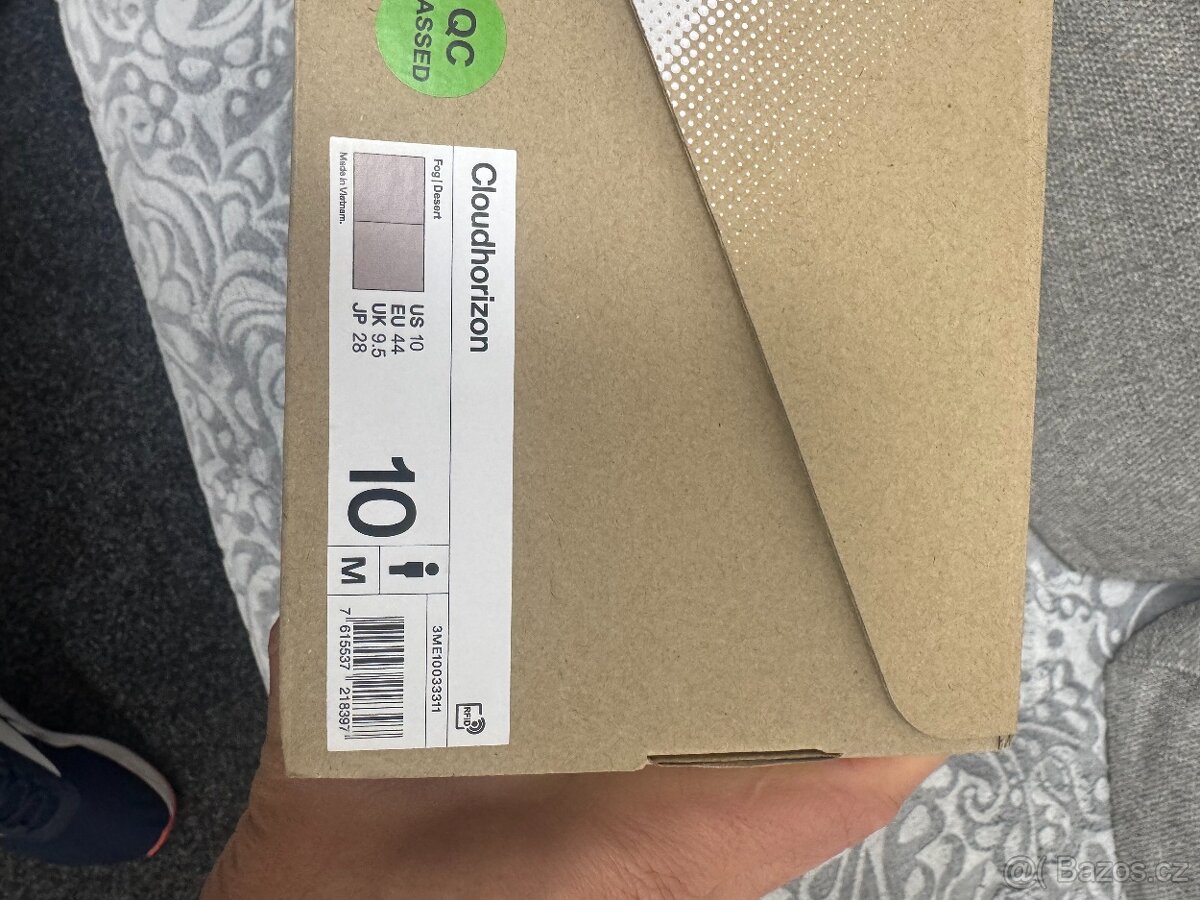 QC
ASSED
Cloudhorizon
Fog | Desert
Made in Vietnam.
US 10
EU 44
UK 9.5
JP 28
10
M
3ME10033311
7 615537 218397
RFID
@( Bazos.cz